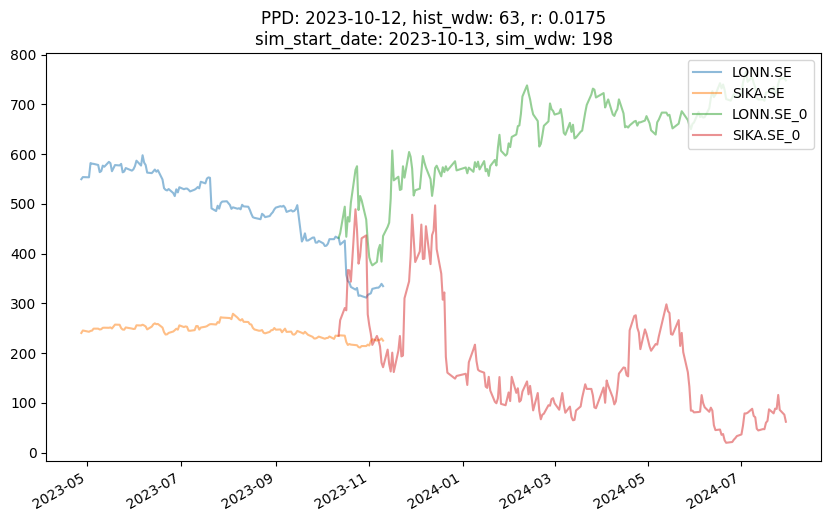 PPD: 2023-10-12, hist_wdw: 63, r: 0.0175
sim_start_date: 2023-10-13, sim_wdw: 198
800
700
600
500
400
300
200
100
0
LONN.SE
SIKA.SE
LONN.SE_0
SIKA.SE_0
2023-05
2023-07
2023-09
2023-11
2024-01
2024-03
2024-05
2024-07